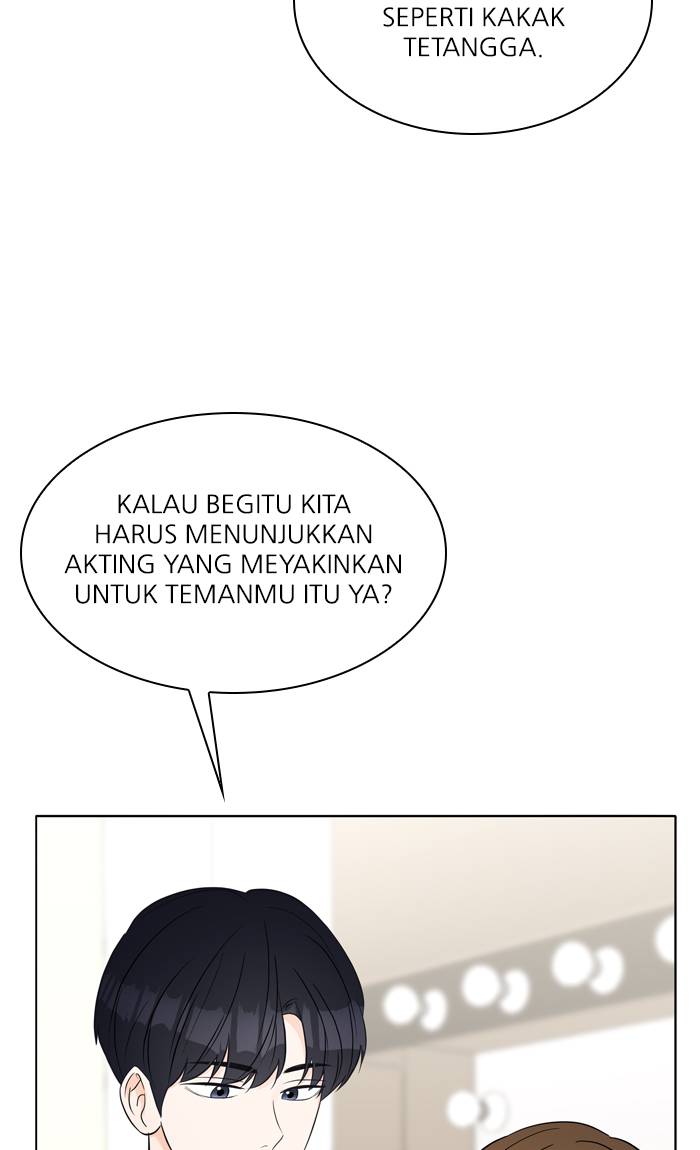 SEPERTI KAKAK
TETANGGA.
KALAU BEGITU KITA
HARUS MENUNJUKKAN
AKTING YANG MEYAKINKAN
UNTUK TEMANMU ITU YA?